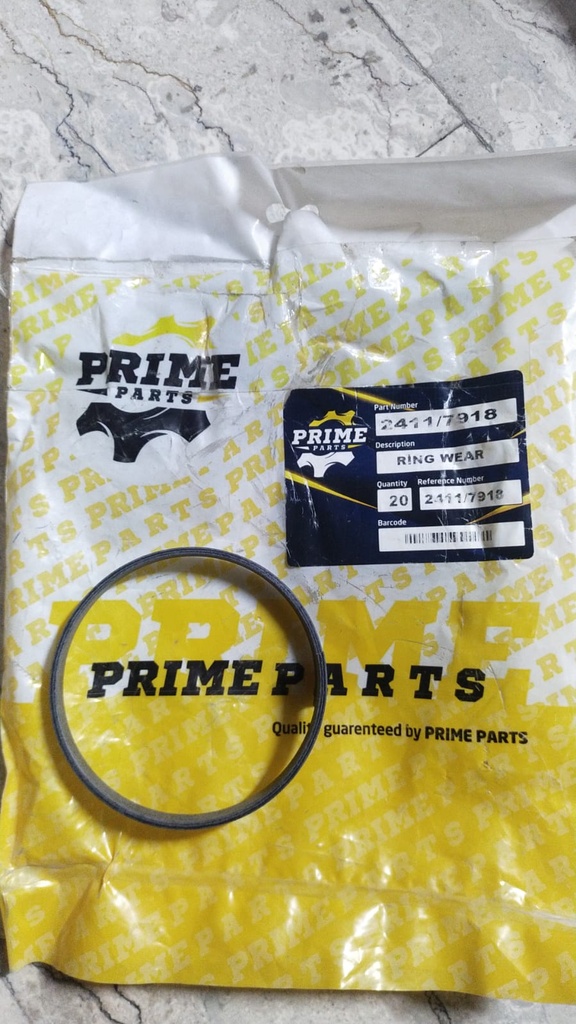 PRIME
PARTS
PRIME
PARTS
Part Number
2411/7918
Description
RING WEAR
Quantity
20
Reference Number
2411/7918
Barcode
PRIME
PRIME PARTS
Quality guarenteed by PRIME PARTS